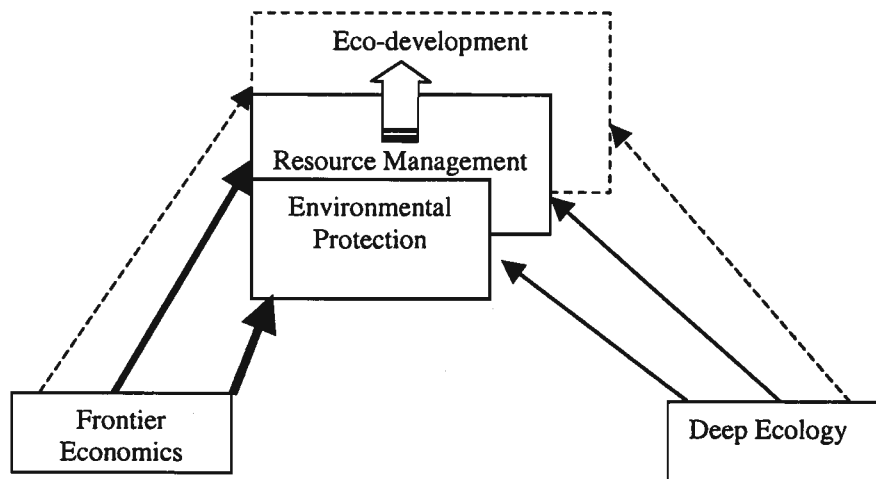 Eco-development
Resource Management
Environmental
Protection
Frontier
Economics
Deep Ecology